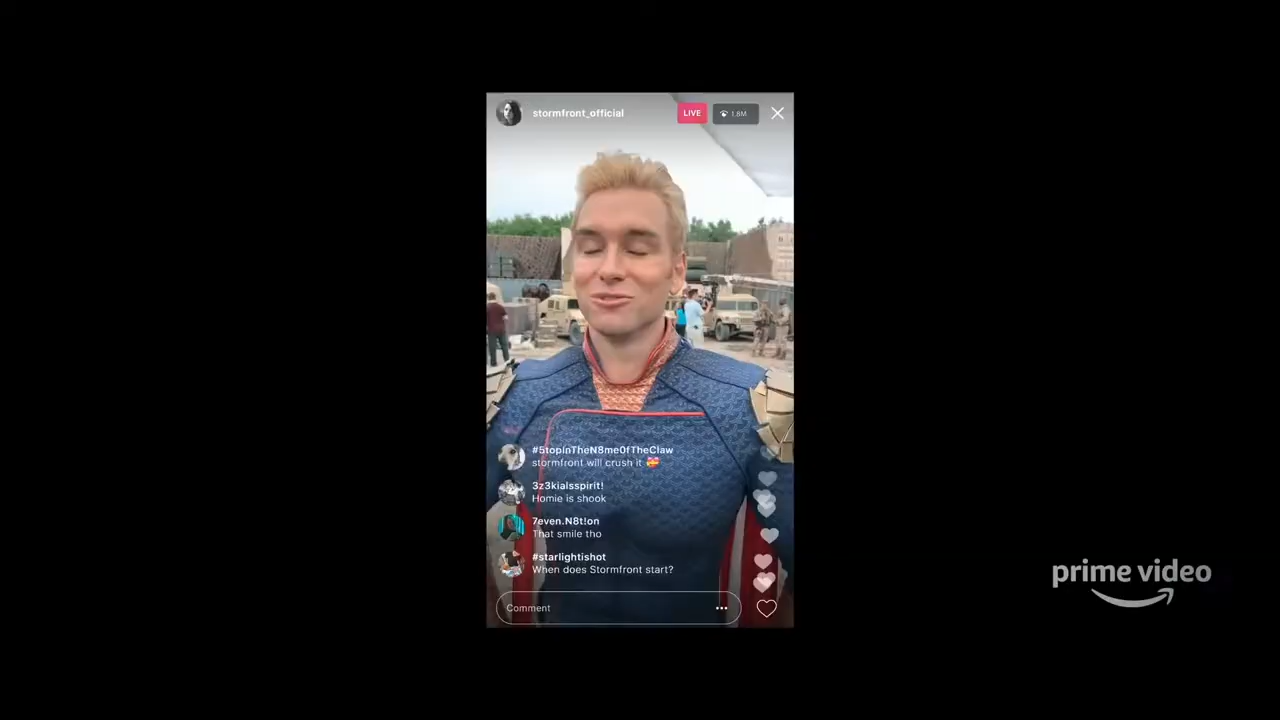 stormfront_official LIVE 1.8M
#5topinTheN8meOfTheClaw
stormfront will crush it
3z3kialsspirit!
Homie is shook
7even.N8t!on
That smile tho
#starlightishot
When does Stormfront start?
Comment
prime video